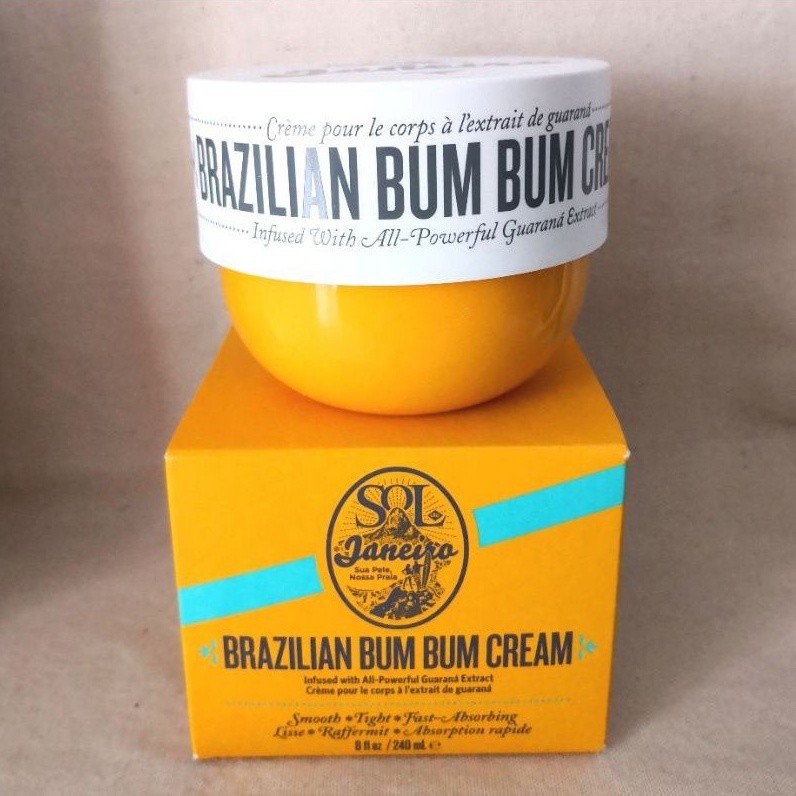 Crème pour le corps à l'extrait de guaraná
BRAZILIAN BUM BUM CRE
Infused With All-Powerful Guaraná Extract
SOL
de
Janeiro
Sua Pele,
Nossa Praia
BRAZILIAN BUM BUM CREAM
Infused with All-Powerful Guaraná Extract
Crème pour le corps à l'extrait de guaraná
Smooth • Tight • Fast-Absorbing
Lisse • Raffermit • Absorption rapide
8 fl oz / 240 mL ℮